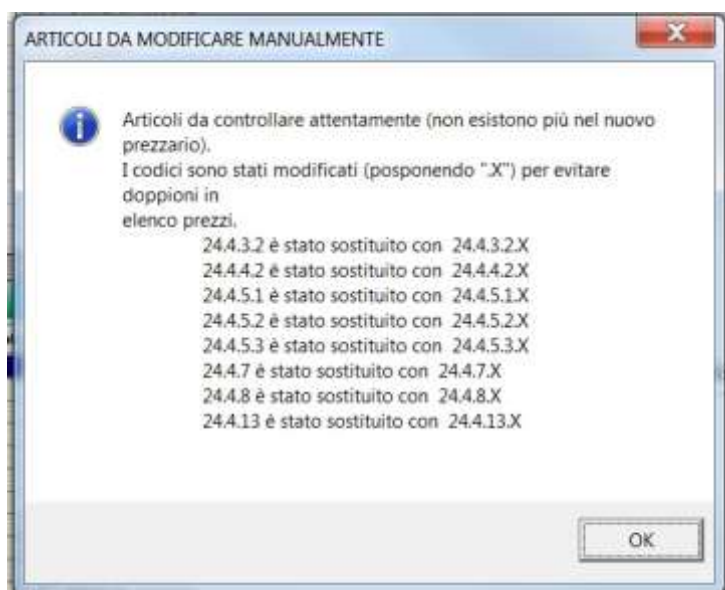 ARTICOLI DA MODIFICARE MANUALMENTE
Articoli da controllare attentamente (non esistono più nel nuovo
prezzario).
I codici sono stati modificati (posponendo ".X") per evitare
doppioni in
elenco prezzi.
24.4.3.2 è stato sostituito con 24.4.3.2.X
24.4.4.2 è stato sostituito con 24.4.4.2.X
24.4.5.1 è stato sostituito con 24.4.5.1.X
24.4.5.2 è stato sostituito con 24.4.5.2.X
24.4.5.3 è stato sostituito con 24.4.5.3.X
24.4.7 è stato sostituito con 24.4.7.X
24.4.8 è stato sostituito con 24.4.8.X
24.4.13 è stato sostituito con 24.4.13.X
OK